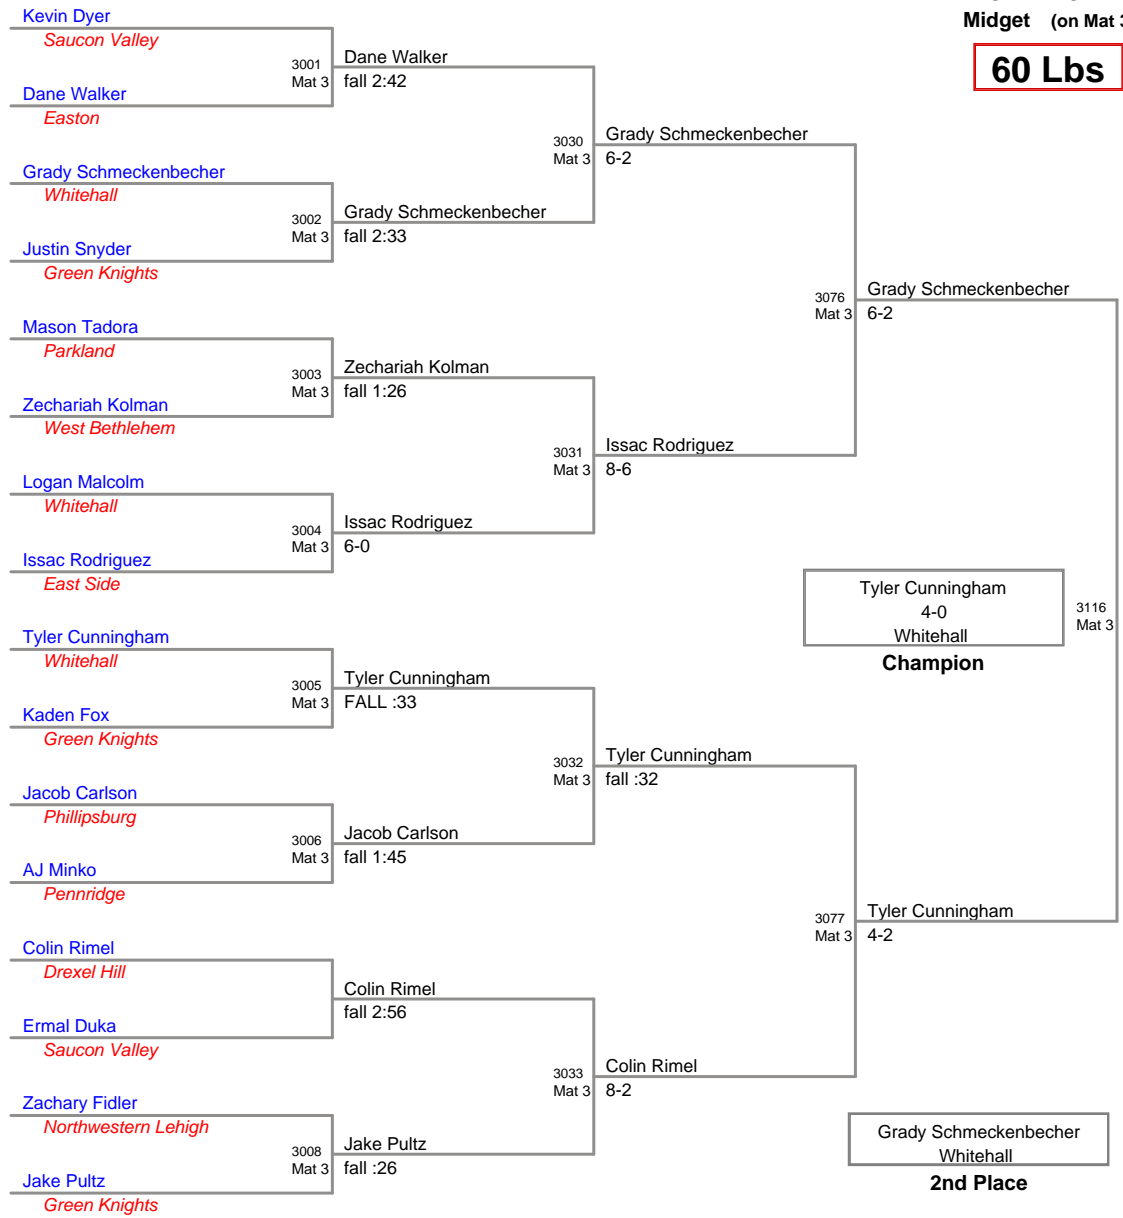 Midget (on Mat 3
60 Lbs
Kevin Dyer
Saucon Valley
3001
Mat 3
Dane Walker
fall 2:42
Dane Walker
Easton
3030
Mat 3
Grady Schmeckenbecher
6-2
Grady Schmeckenbecher
Whitehall
3002
Mat 3
Grady Schmeckenbecher
fall 2:33
Justin Snyder
Green Knights
3076
Mat 3
Grady Schmeckenbecher
6-2
Mason Tadora
Parkland
3003
Mat 3
Zechariah Kolman
fall 1:26
Zechariah Kolman
West Bethlehem
3031
Mat 3
Issac Rodriguez
8-6
Logan Malcolm
Whitehall
3004
Mat 3
Issac Rodriguez
6-0
Issac Rodriguez
East Side
Tyler Cunningham
4-0
Whitehall
Champion
3116
Mat 3
Tyler Cunningham
Whitehall
3005
Mat 3
Tyler Cunningham
FALL :33
Kaden Fox
Green Knights
3032
Mat 3
Tyler Cunningham
fall :32
Jacob Carlson
Phillipsburg
3006
Mat 3
Jacob Carlson
fall 1:45
AJ Minko
Pennridge
3077
Mat 3
Tyler Cunningham
4-2
Colin Rimel
Drexel Hill
Colin Rimel
fall 2:56
Ermal Duka
Saucon Valley
3033
Mat 3
Colin Rimel
8-2
Zachary Fidler
Northwestern Lehigh
3008
Mat 3
Jake Pultz
fall :26
Jake Pultz
Green Knights
Grady Schmeckenbecher
Whitehall
2nd Place